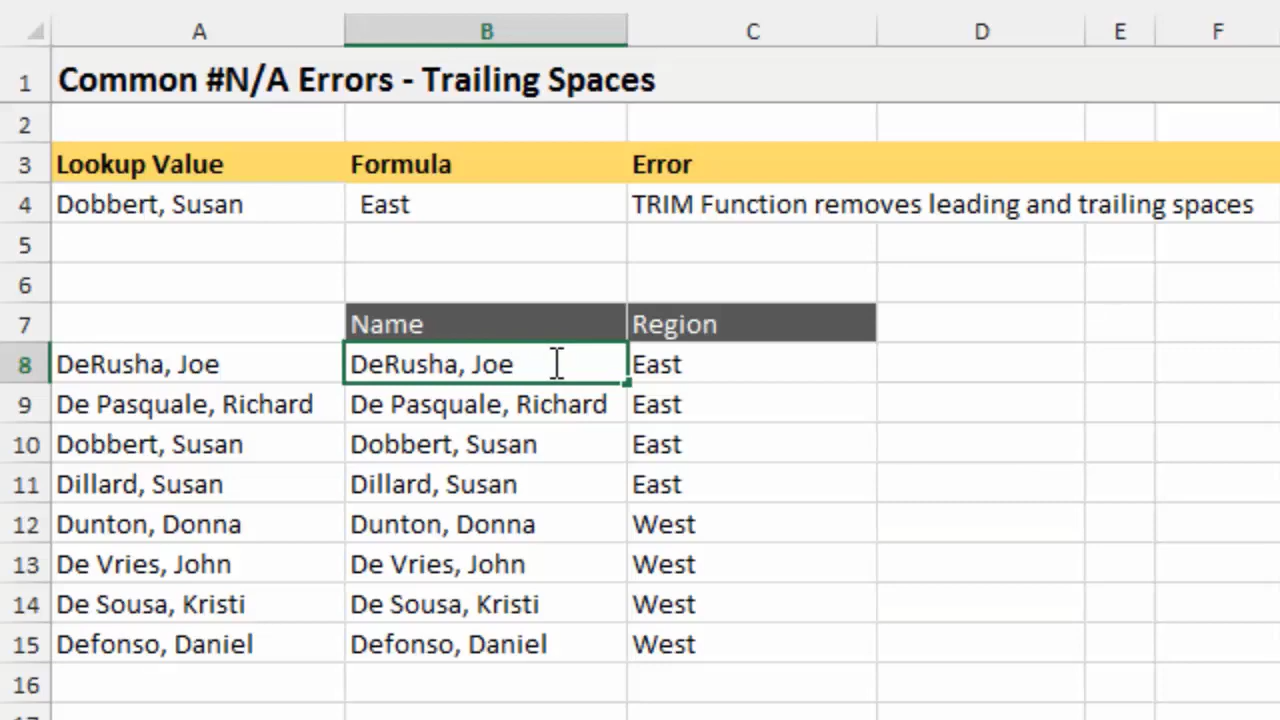 A B C D E F
1 Common #N/A Errors - Trailing Spaces
2
3 Lookup Value Formula Error
4 Dobbert, Susan East TRIM Function removes leading and trailing spaces
5
6
7 Name Region
8 DeRusha, Joe DeRusha, Joe East
9 De Pasquale, Richard De Pasquale, Richard East
10 Dobbert, Susan Dobbert, Susan East
11 Dillard, Susan Dillard, Susan East
12 Dunton, Donna Dunton, Donna West
13 De Vries, John De Vries, John West
14 De Sousa, Kristi De Sousa, Kristi West
15 Defonso, Daniel Defonso, Daniel West
16